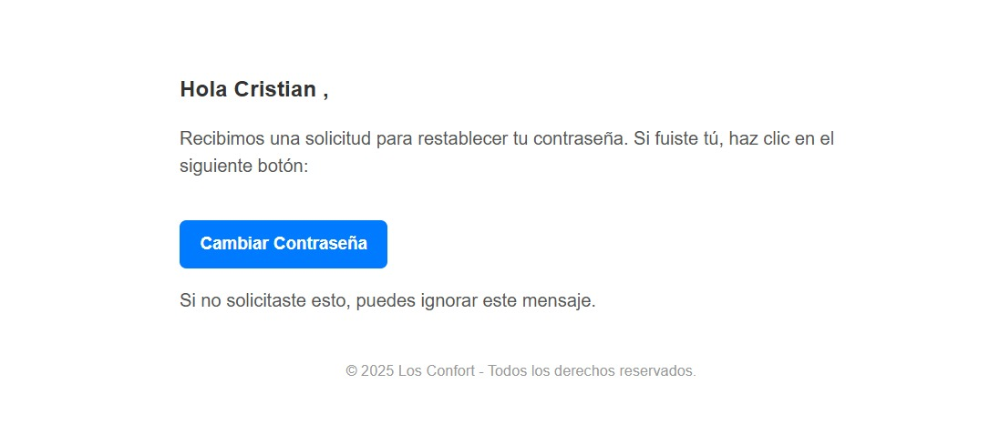 Hola Cristian ,
Recibimos una solicitud para restablecer tu contraseña. Si fuiste tú, haz clic en el
siguiente botón:
Cambiar Contraseña
Si no solicitaste esto, puedes ignorar este mensaje.
© 2025 Los Confort - Todos los derechos reservados.